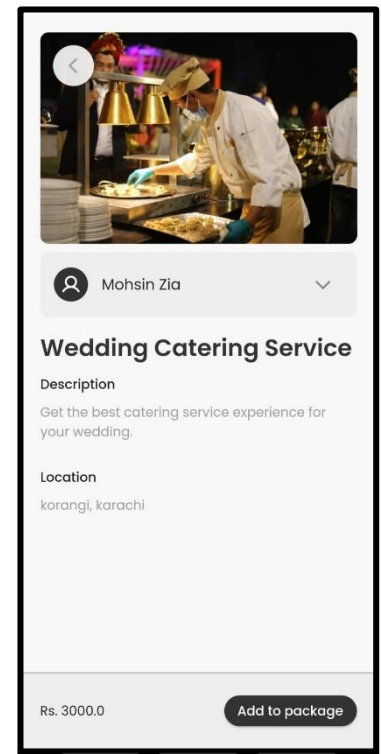 Mohsin Zia
Wedding Catering Service
Description
Get the best catering service experience for
your wedding.
Location
korangi, karachi
Rs. 3000.0
Add to package